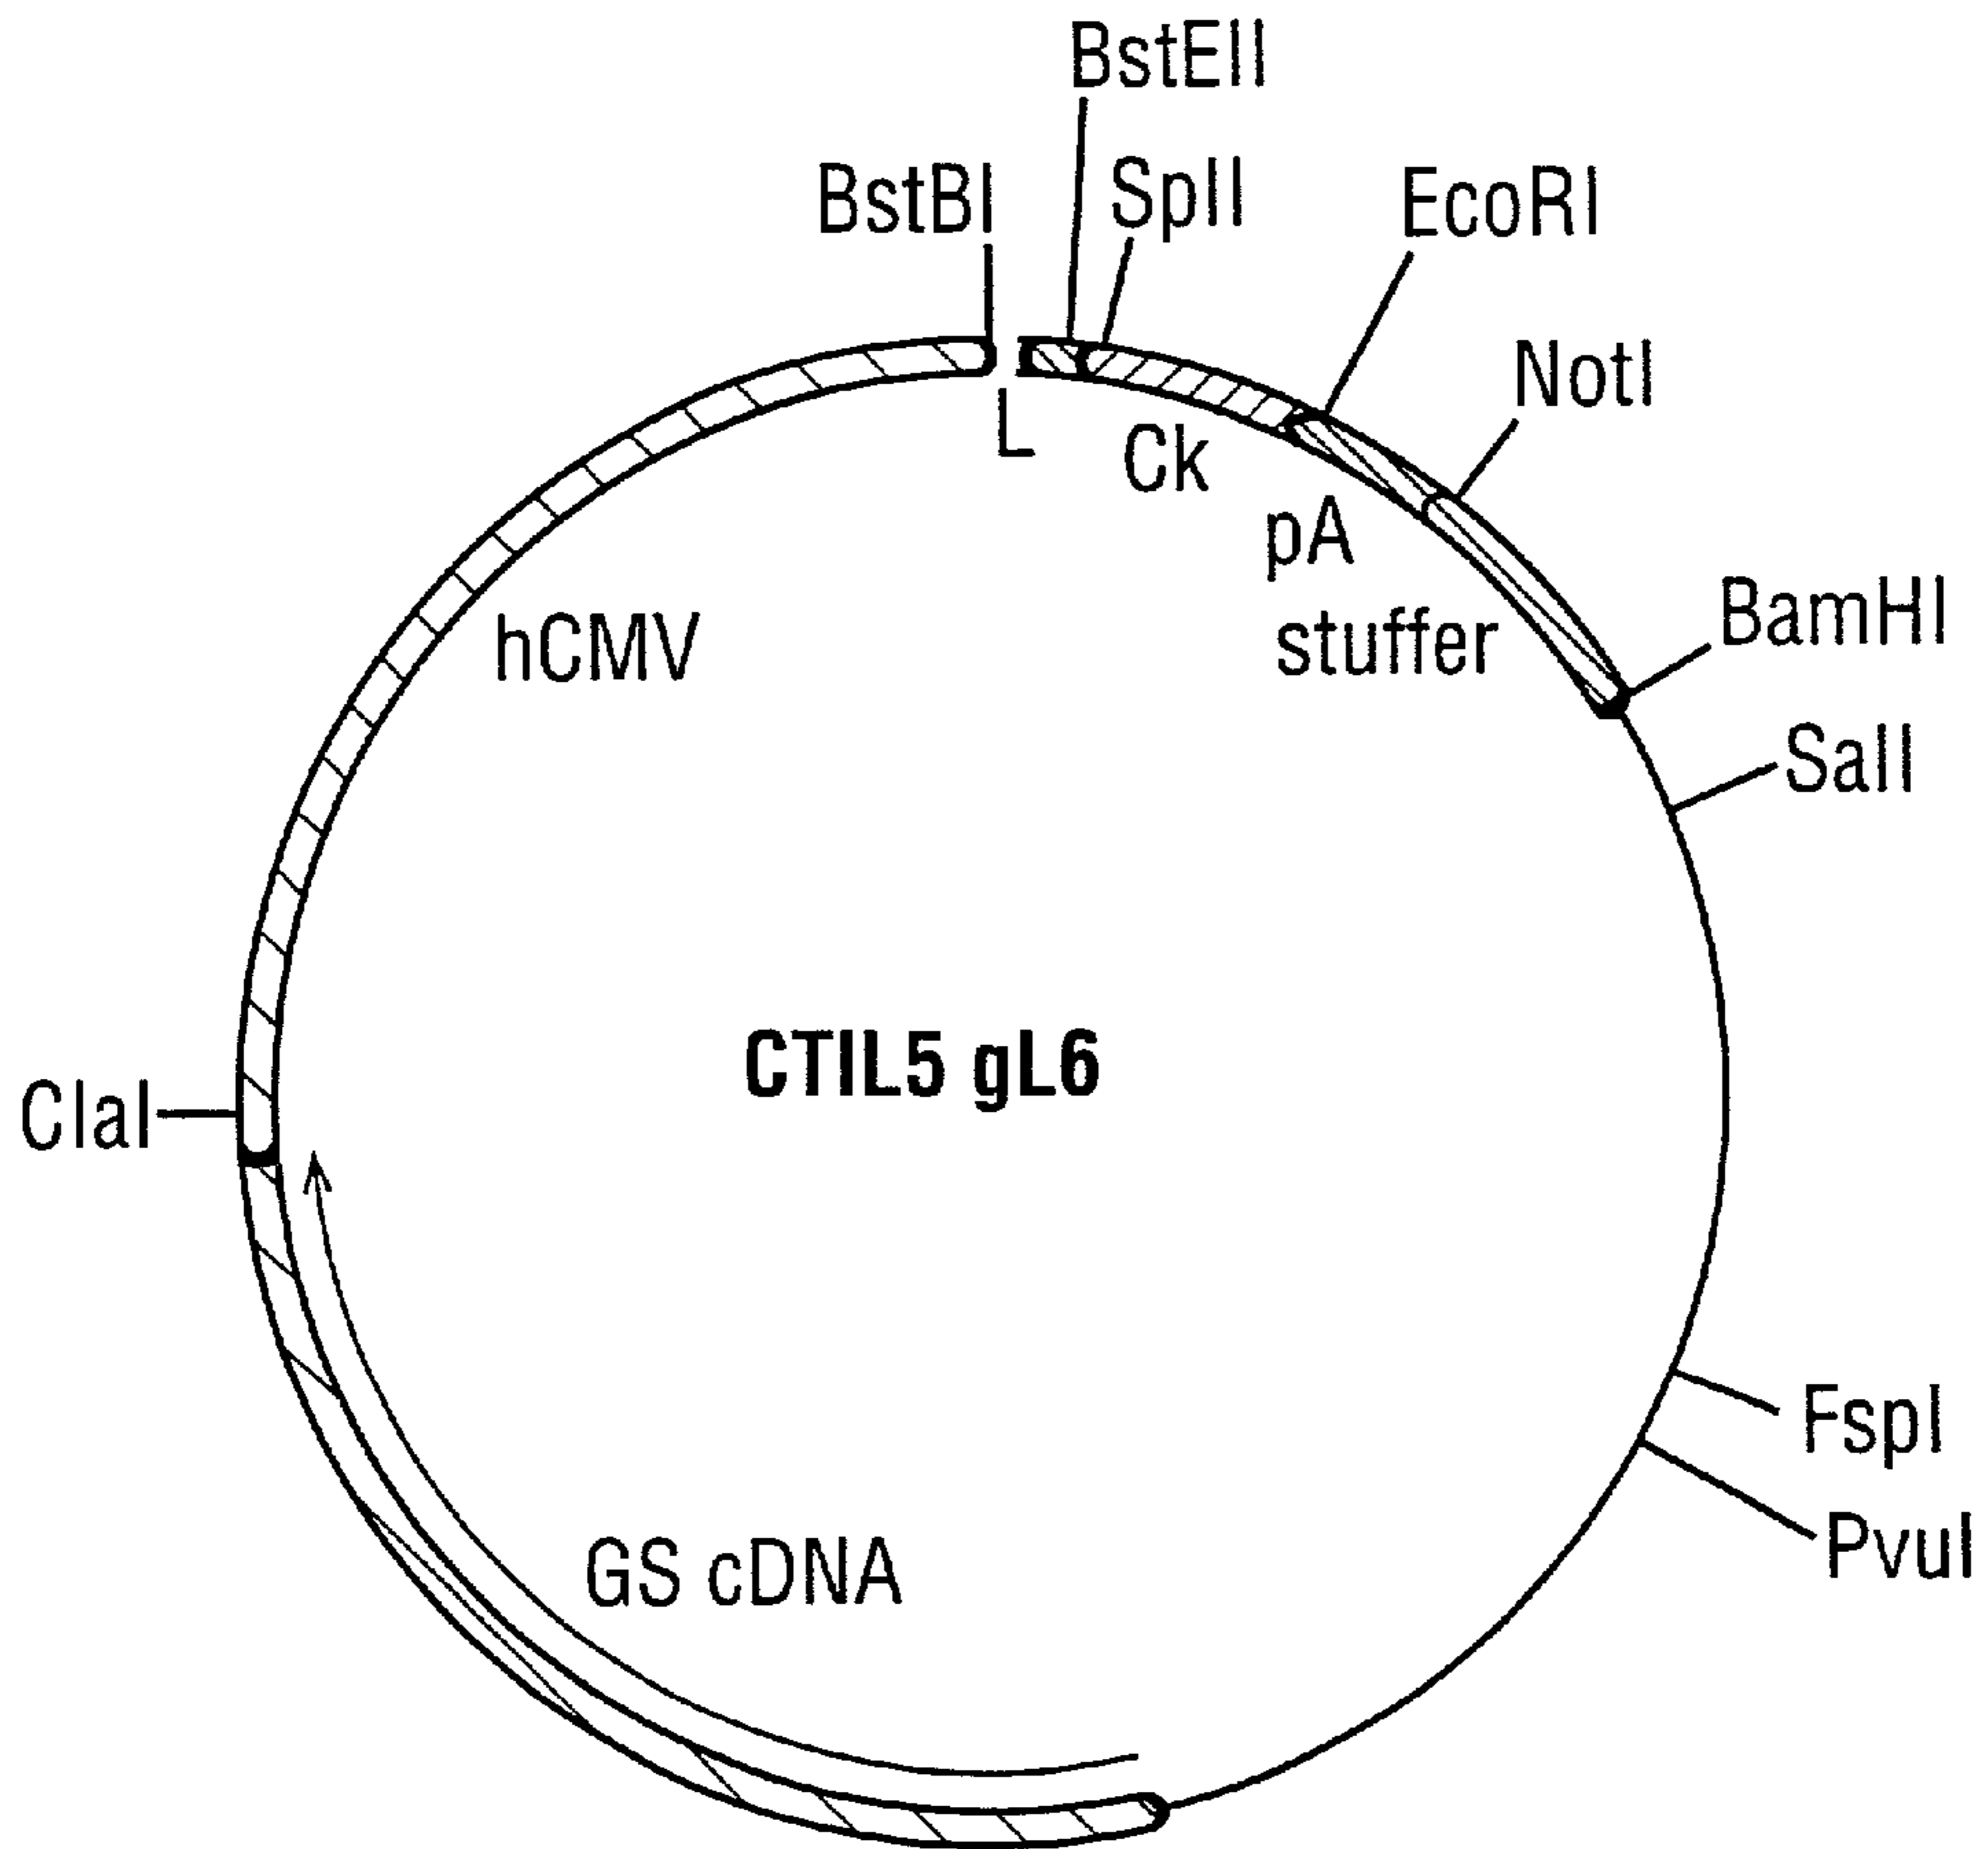 BstEII
BstBI
SplI
EcoRI
NotI
L
Ck
pA
stuffer
BamHI
hCMV
SalI
CTIL5 gL6
ClaI
FspI
PvuI
GS cDNA